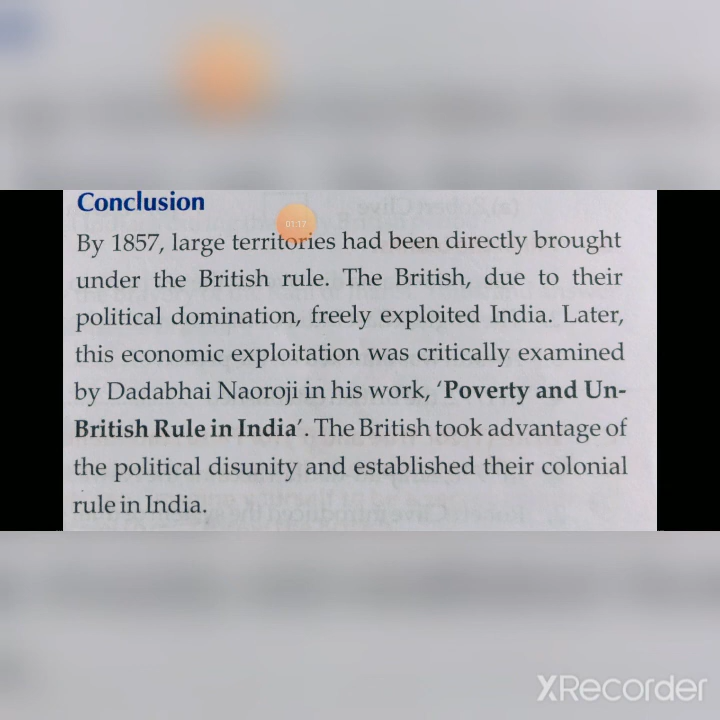 Conclusion
01:17
By 1857, large territories had been directly brought
under the British rule. The British, due to their
political domination, freely exploited India. Later,
this economic exploitation was critically examined
by Dadabhai Naoroji in his work, ‘Poverty and Un-
British Rule in India’. The British took advantage of
the political disunity and established their colonial
rule in India.
XRecorder